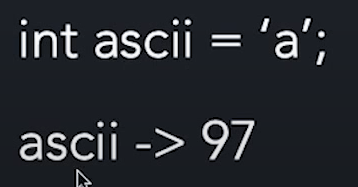 int ascii = ‘a’;
ascii -> 97